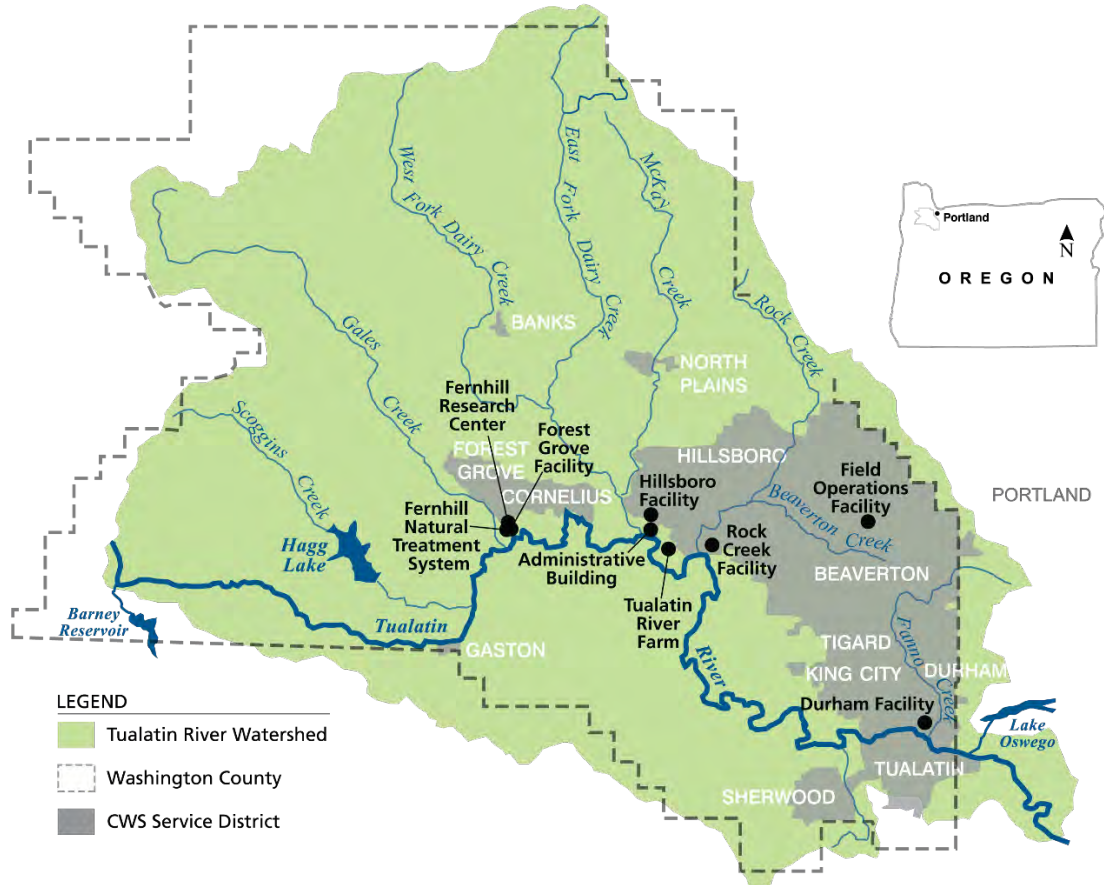 West Fork Dairy Creek
East Fork Dairy Creek
McKay Creek
Rock Creek
Portland
N
OREGON
Gales Creek
BANKS
NORTH
PLAINS
Scoggins Creek
Fernhill
Research
Center
Forest
Grove
Facility
FOREST
GROVE
CORNELIUS
HILLSBORO
Hillsboro
Facility
Field
Operations
Facility
PORTLAND
Beaverton Creek
Fernhill
Natural
Treatment
System
Administrative
Building
Rock
Creek
Facility
BEAVERTON
Hagg
Lake
Tualatin
River
Farm
Barney
Reservoir
Tualatin
River
GASTON
TIGARD
KING CITY
DURHAM
Fanno Creek
Durham Facility
Lake
Oswego
TUALATIN
SHERWOOD
LEGEND
Tualatin River Watershed
Washington County
CWS Service District